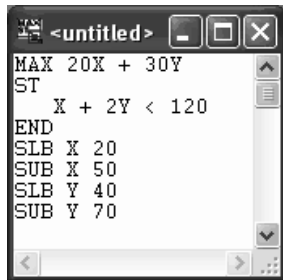 <untitled>
MAX 20X + 30Y
ST
X + 2Y < 120
END
SLB X 20
SUB X 50
SLB Y 40
SUB Y 70